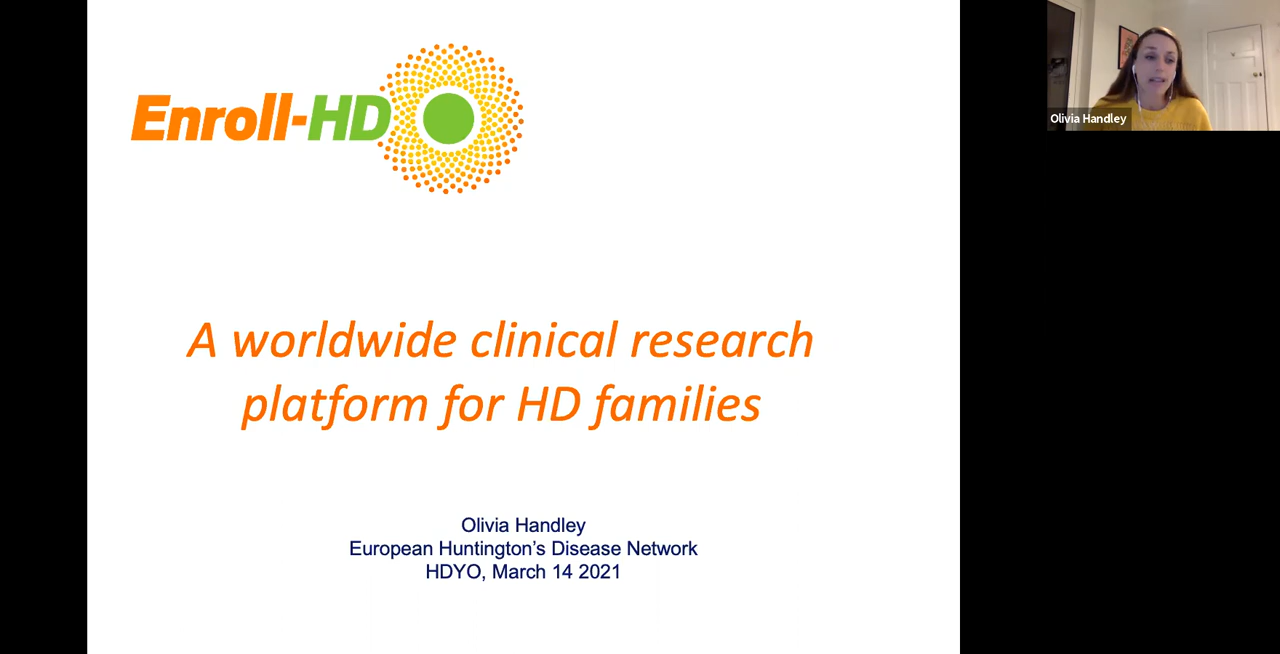 Enroll-HD
A worldwide clinical research
platform for HD families
Olivia Handley
European Huntington's Disease Network
HDYO, March 14 2021
Olivia Handley